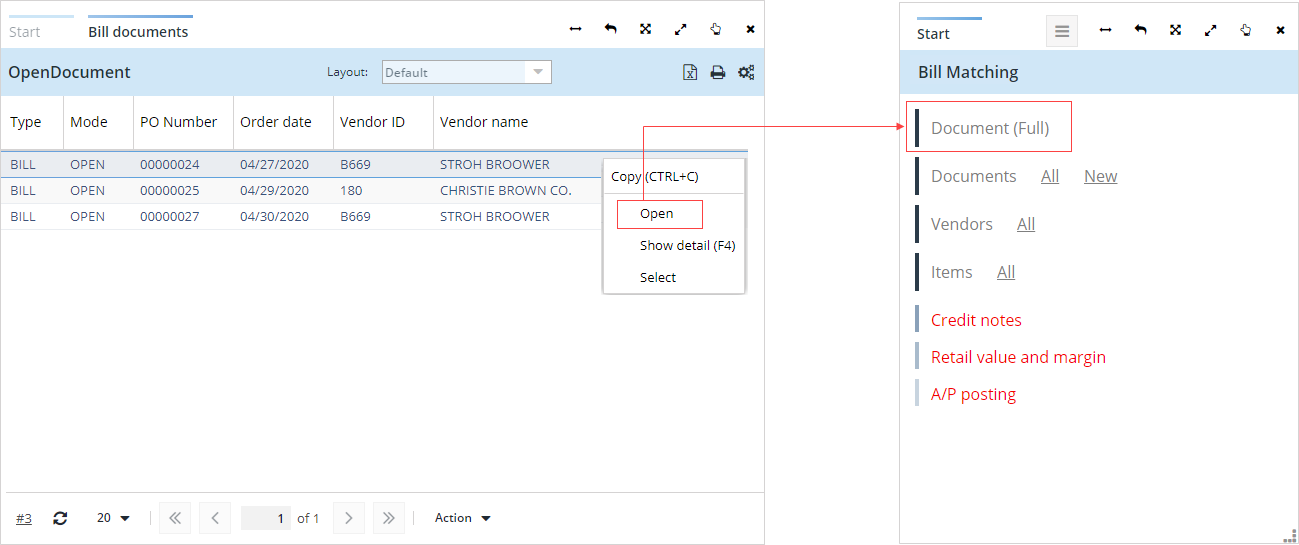 Start Bill documents
OpenDocument Layout: Default
Type Mode PO Number Order date Vendor ID Vendor name
BILL OPEN 00000024 04/27/2020 B669 STROH BROOWER
BILL OPEN 00000025 04/29/2020 180 CHRISTIE BROWN CO.
BILL OPEN 00000027 04/30/2020 B669 STROH BROOWER
Copy (CTRL+C)
Open
Show detail (F4)
Select
#3 20 1 of 1 Action
Start
Bill Matching
Document (Full)
Documents All New
Vendors All
Items All
Credit notes
Retail value and margin
A/P posting